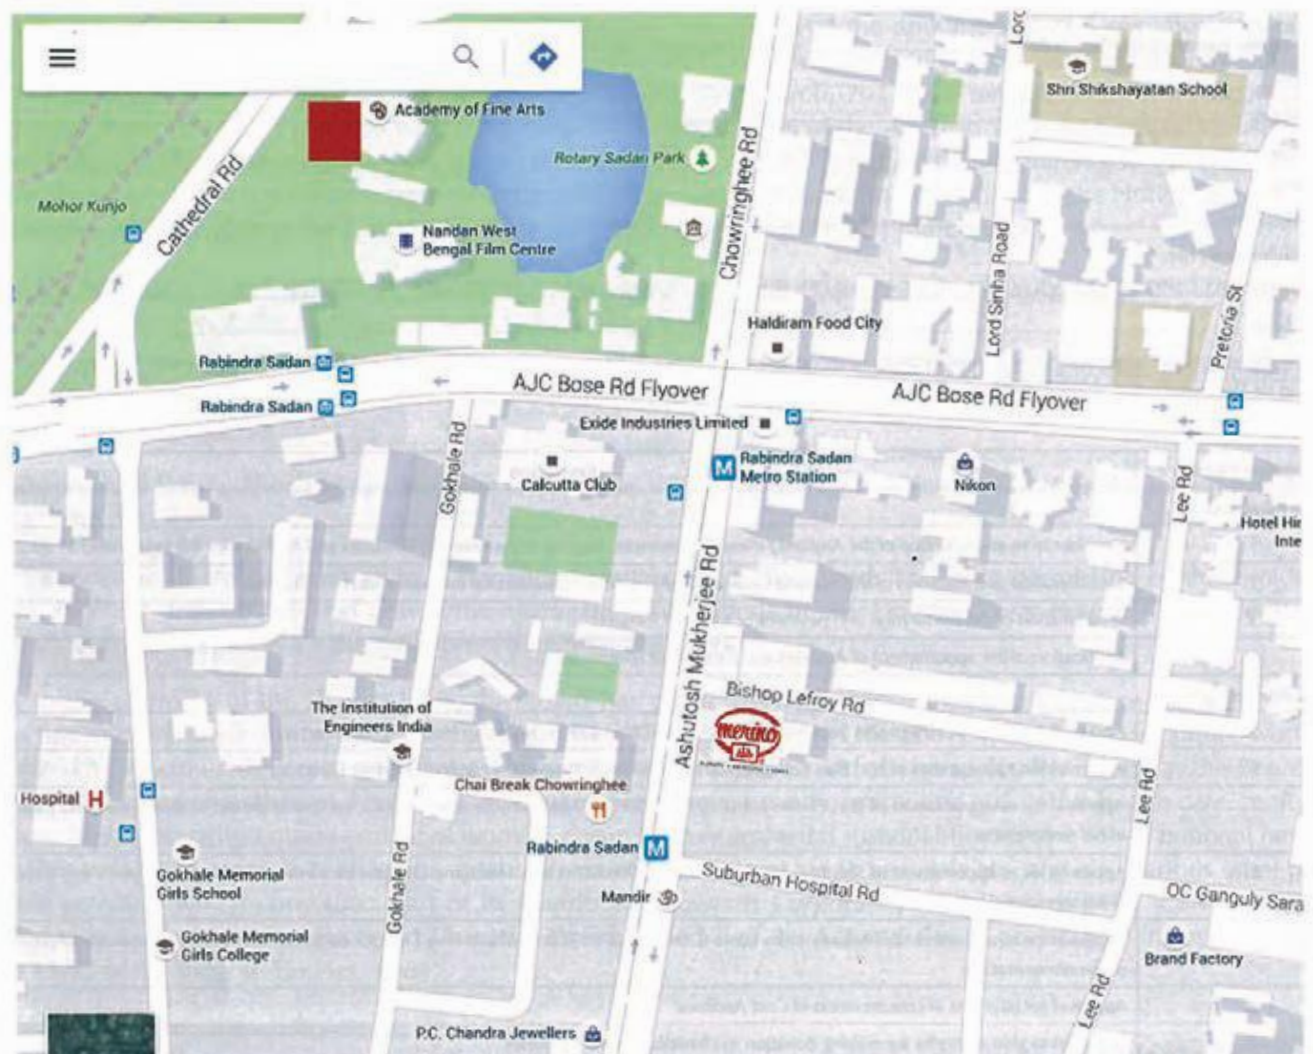 Lord
Shri Shikshayatan School
Academy of Fine Arts
Rotary Sadan Park
Mohor Kunjo
Cathedral Rd
Nandan West
Bengal Film Centre
Chowringhee Rd
Lord Sinha Road
Pretoria St
Haldiram Food City
Rabindra Sadan
AJC Bose Rd Flyover
AJC Bose Rd Flyover
Rabindra Sadan
Exide Industries Limited
Gokhale Rd
Calcutta Club
M
Rabindra Sadan
Metro Station
Nikon
Lee Rd
Hotel Hin
Inte
Ashutosh Mukherjee Rd
Bishop Lefroy Rd
merino
The Institution of
Engineers India
Chai Break Chowringhee
Lee Rd
Hospital H
Rabindra Sadan M
Gokhale Memorial
Girls School
Gokhale Rd
Suburban Hospital Rd
Mandir
OC Ganguly Sara
Gokhale Memorial
Girls College
Brand Factory
Lee Rd
P.C. Chandra Jewellers